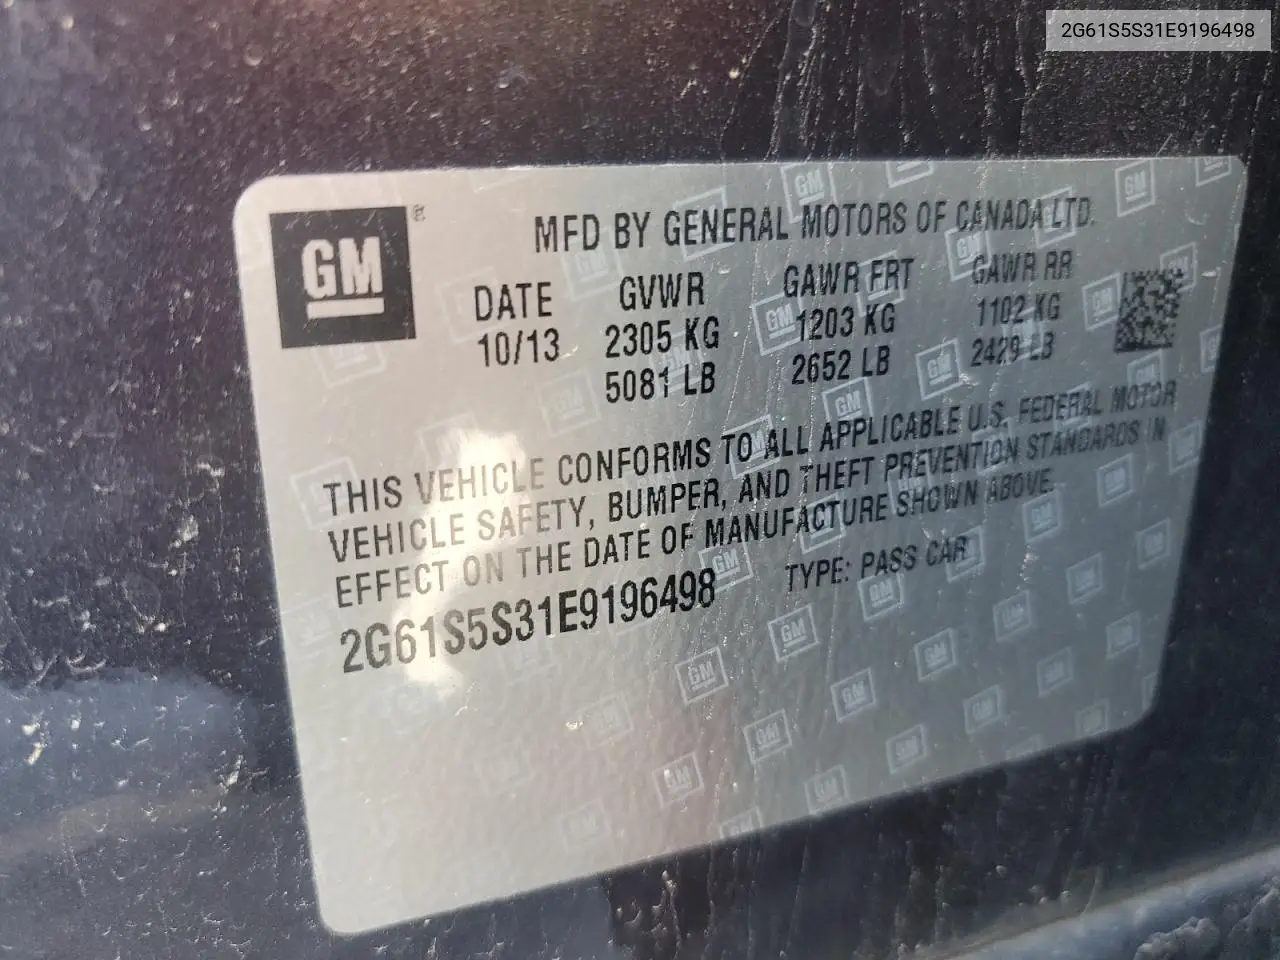 2G61S5S31E9196498
GM
MFD BY GENERAL MOTORS OF CANADA LTD.
DATE GVWR GAWR FRT GAWR RR
10/13 2305 KG 1203 KG 1102 KG
5081 LB 2652 LB 2429 LB
THIS VEHICLE CONFORMS TO ALL APPLICABLE U.S. FEDERAL MOTOR
VEHICLE SAFETY, BUMPER, AND THEFT PREVENTION STANDARDS IN
EFFECT ON THE DATE OF MANUFACTURE SHOWN ABOVE.
2G61S5S31E9196498 TYPE: PASS CAR